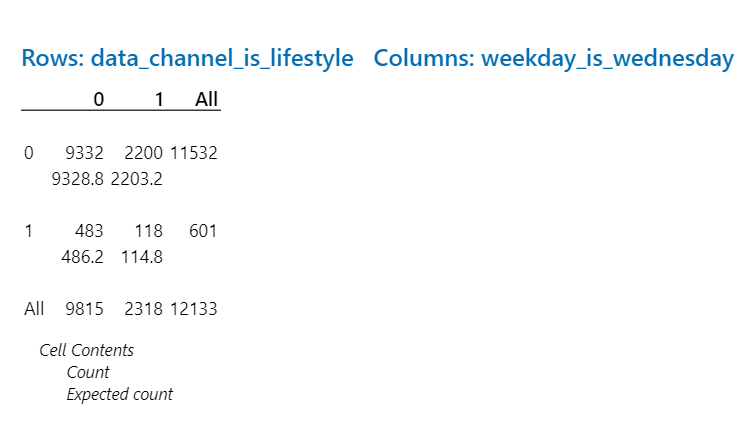 Rows: data_channel_is_lifestyle Columns: weekday_is_wednesday
0 1 All
0 9332 2200 11532
9328.8 2203.2
1 483 118 601
486.2 114.8
All 9815 2318 12133
Cell Contents
Count
Expected count